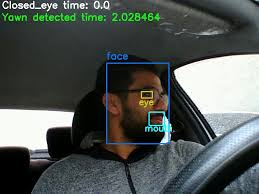 Closed_eye time: 0.0
Yawn detected time: 2.028464
face
eye
mouth